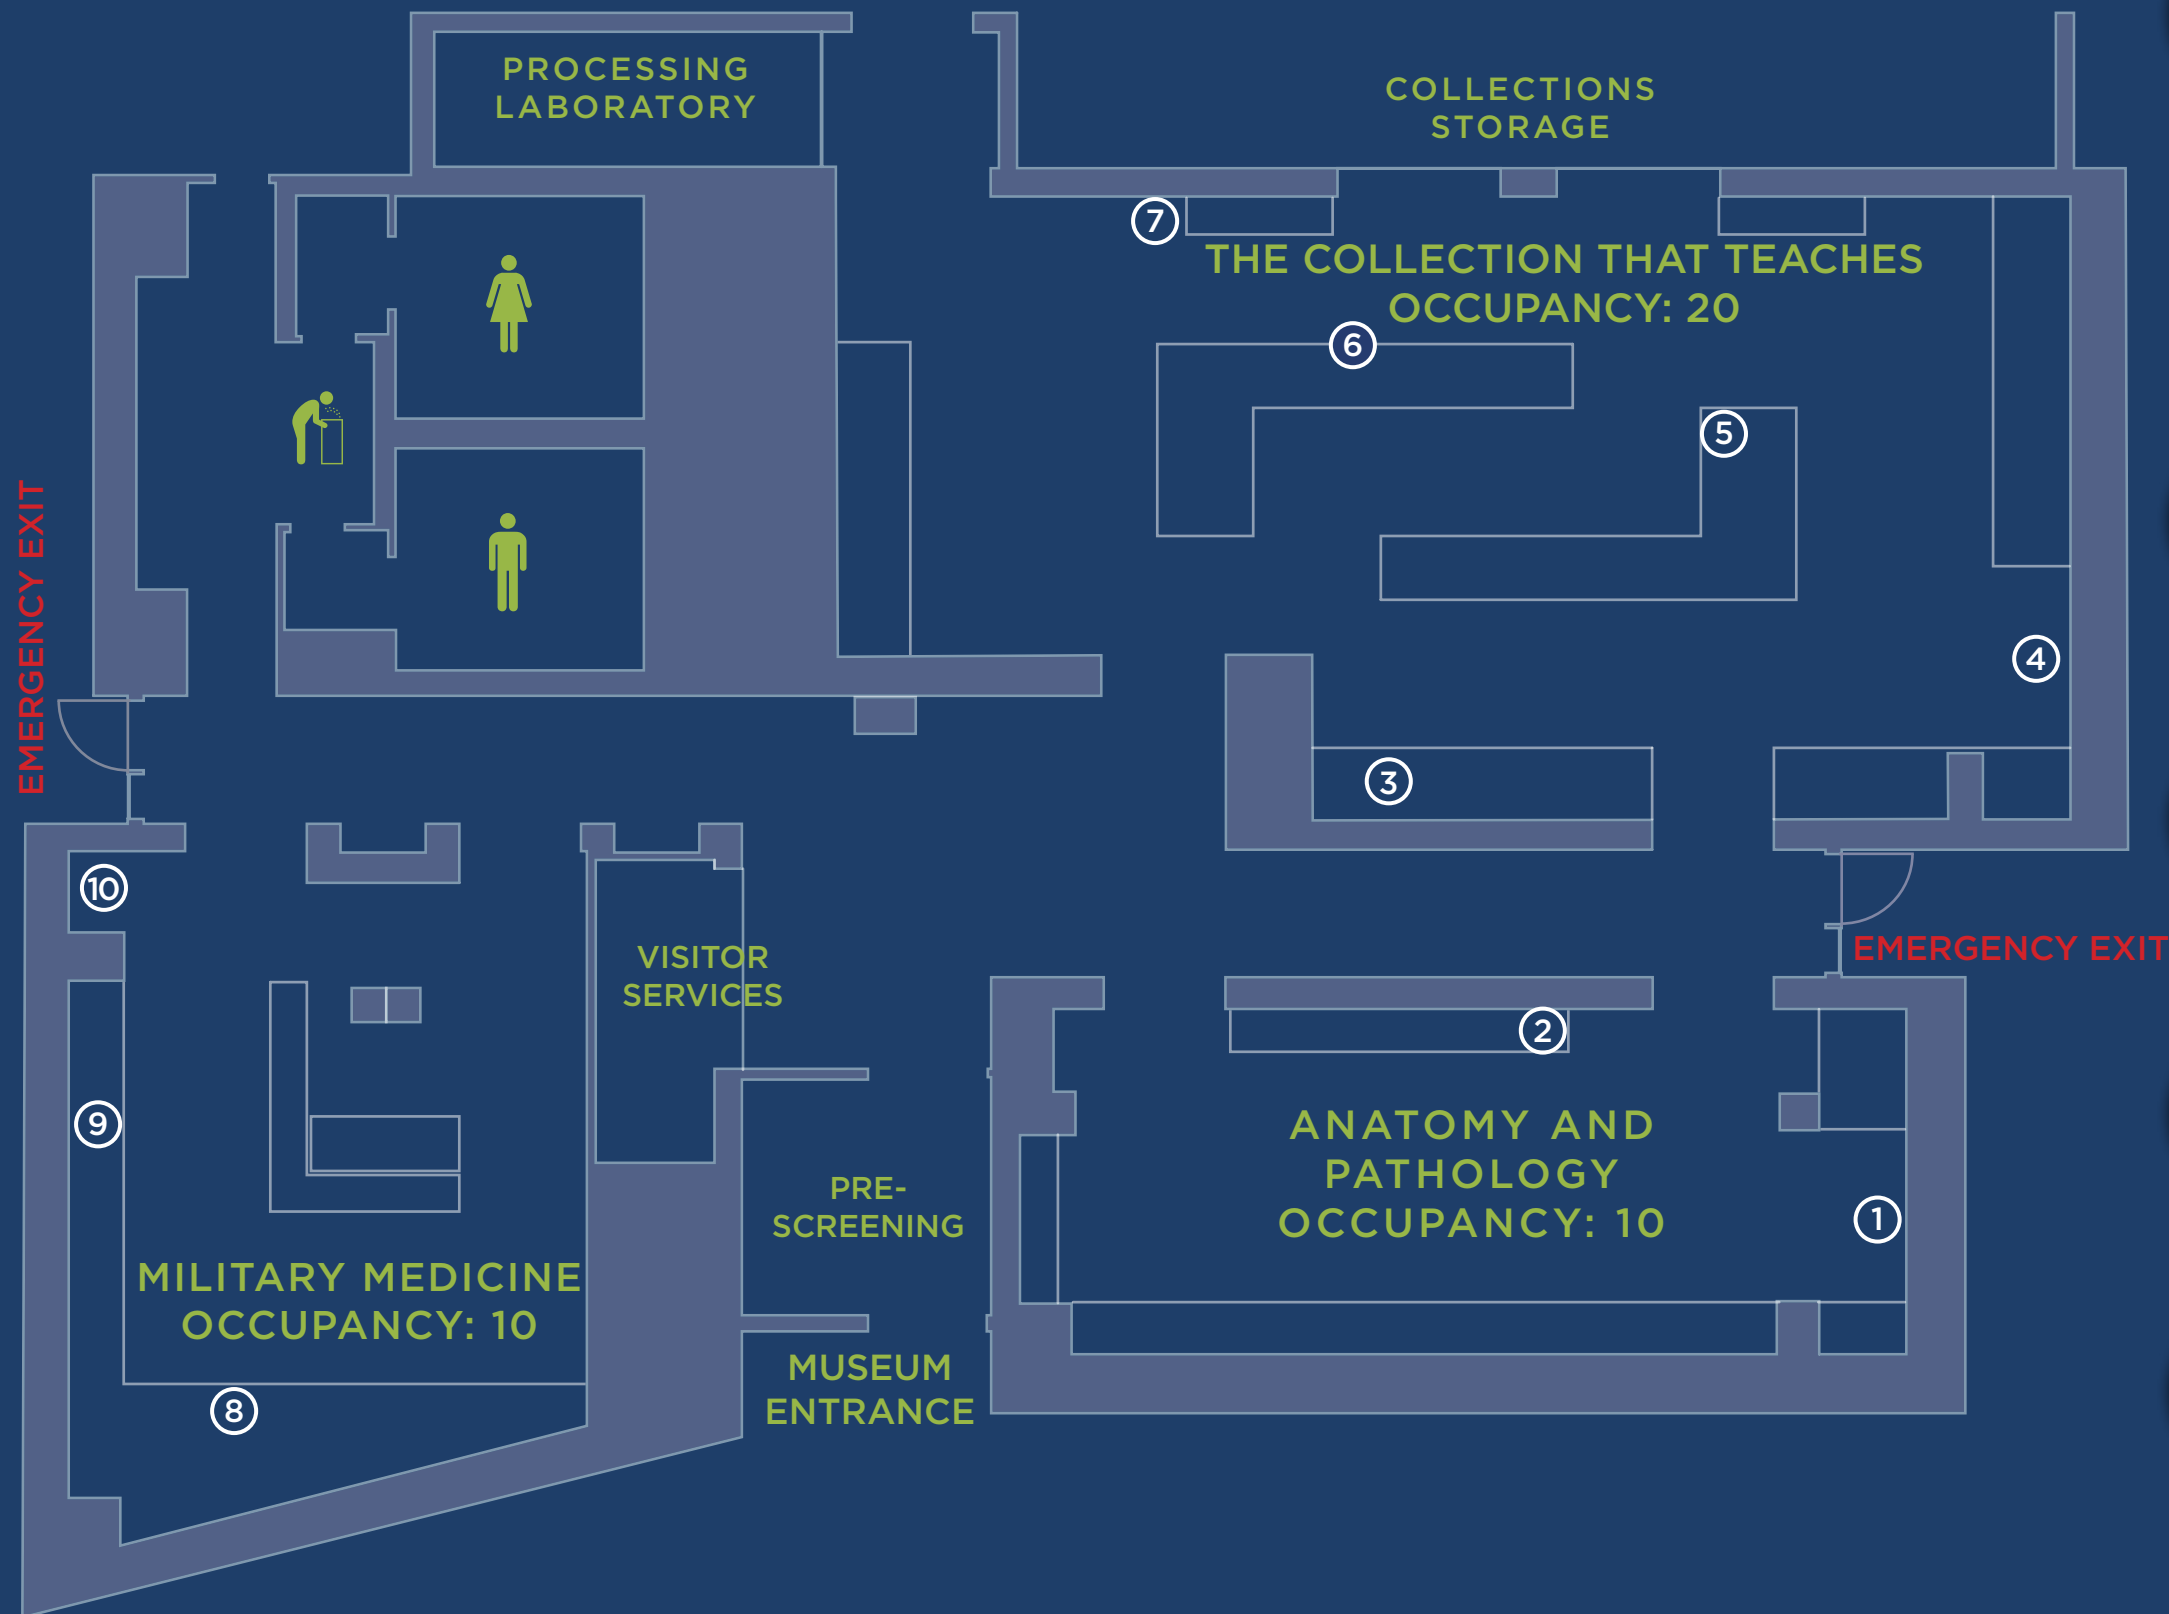 PROCESSING
LABORATORY
COLLECTIONS
STORAGE
7
THE COLLECTION THAT TEACHES
OCCUPANCY: 20
6
5
EMERGENCY EXIT
4
3
10
VISITOR
SERVICES
EMERGENCY EXIT
2
9
ANATOMY AND
PATHOLOGY
OCCUPANCY: 10
PRE-
SCREENING
1
MILITARY MEDICINE
OCCUPANCY: 10
MUSEUM
ENTRANCE
8